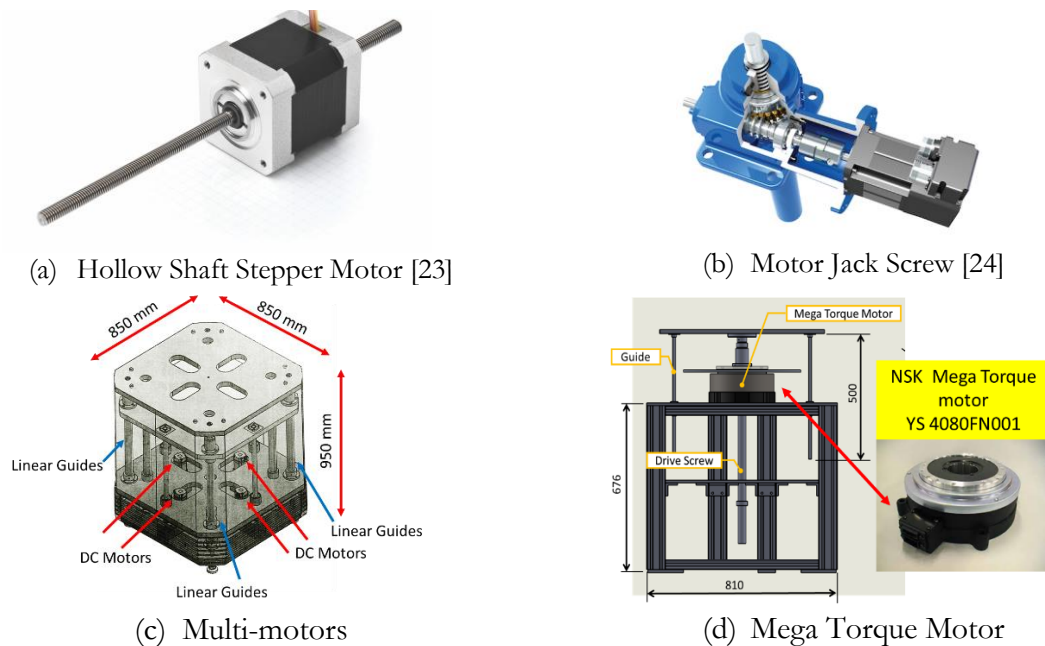 (a) Hollow Shaft Stepper Motor [23]
(b) Motor Jack Screw [24]
850 mm
850 mm
950 mm
Linear Guides
DC Motors
DC Motors
Linear Guides
Linear Guides
(c) Multi-motors
Mega Torque Motor
Guide
500
NSK Mega Torque
motor
YS 4080FN001
Drive Screw
676
810
(d) Mega Torque Motor